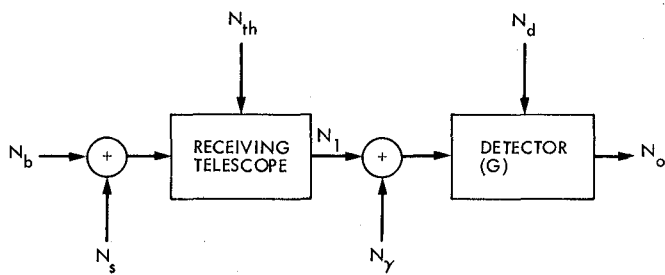 N_th
N_d
N_b
+
RECEIVING
TELESCOPE
N_1
+
DETECTOR
(G)
N_o
N_s
N_γ